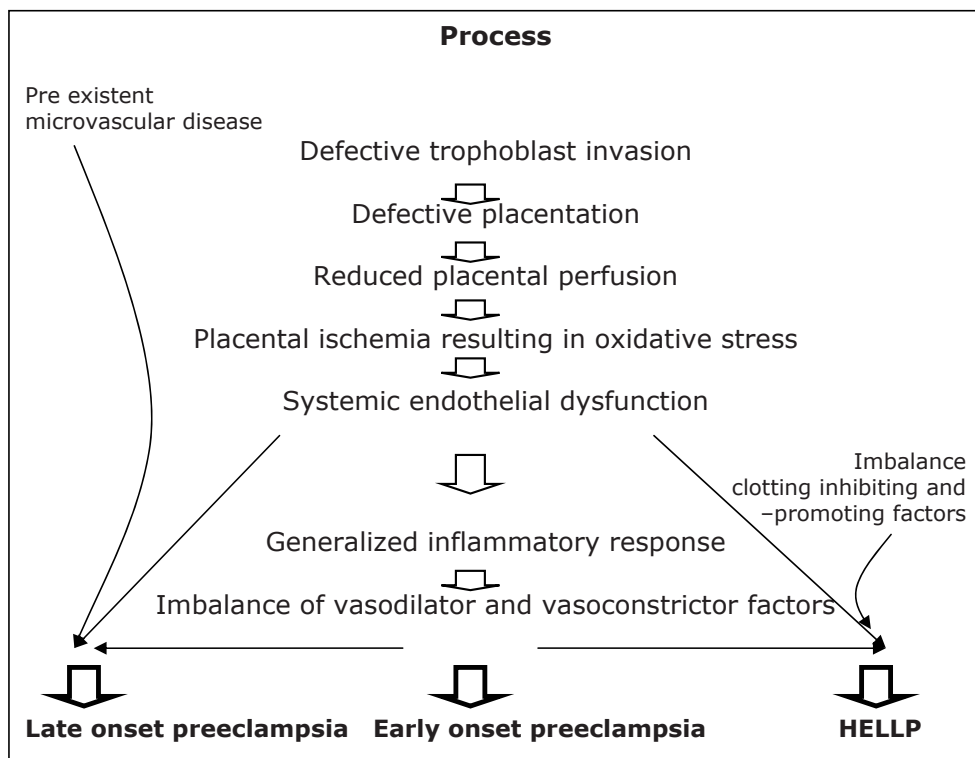 Process
Pre existent
microvascular disease
Defective trophoblast invasion
Defective placentation
Reduced placental perfusion
Placental ischemia resulting in oxidative stress
Systemic endothelial dysfunction
Imbalance
clotting inhibiting and
–promoting factors
Generalized inflammatory response
Imbalance of vasodilator and vasoconstrictor factors
Late onset preeclampsia
Early onset preeclampsia
HELLP